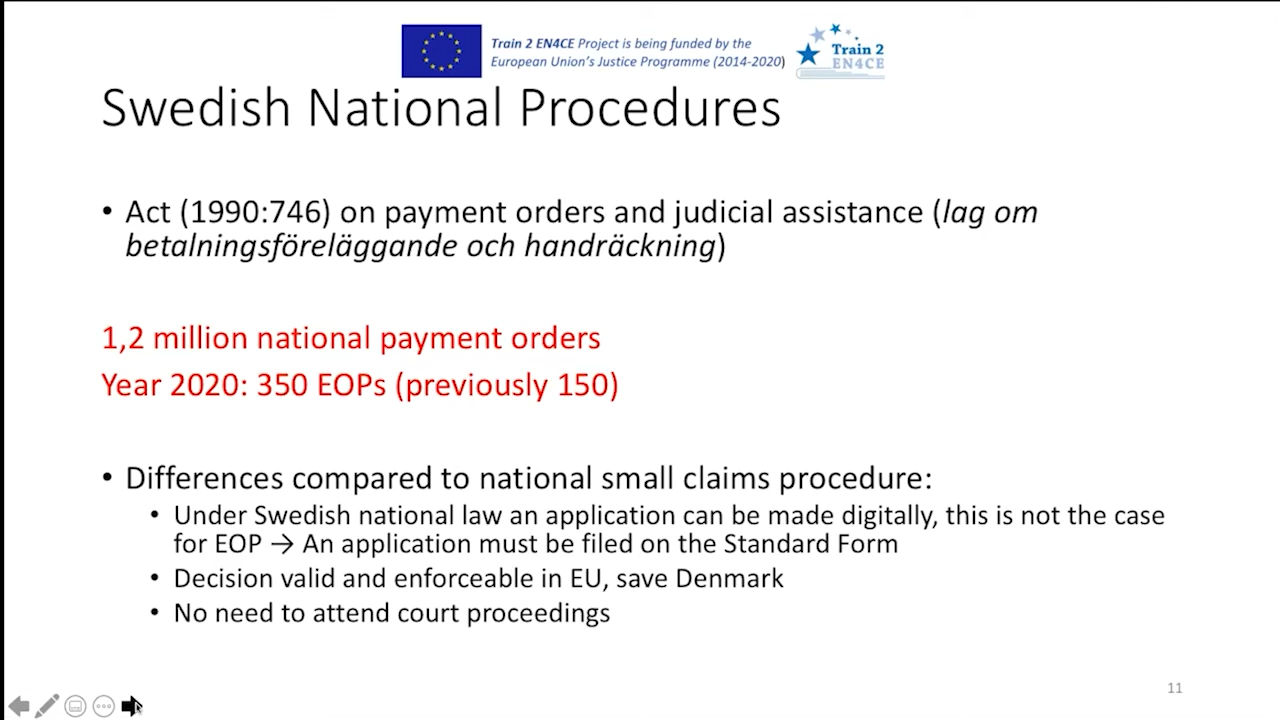 Train 2 EN4CE Project is being funded by the
European Union's Justice Programme (2014-2020)
Train 2
EN4CE
Swedish National Procedures
• Act (1990:746) on payment orders and judicial assistance (lag om
betalningsföreläggande och handräckning)
1,2 million national payment orders
Year 2020: 350 EOPs (previously 150)
• Differences compared to national small claims procedure:
• Under Swedish national law an application can be made digitally, this is not the case
for EOP → An application must be filed on the Standard Form
• Decision valid and enforceable in EU, save Denmark
• No need to attend court proceedings
11